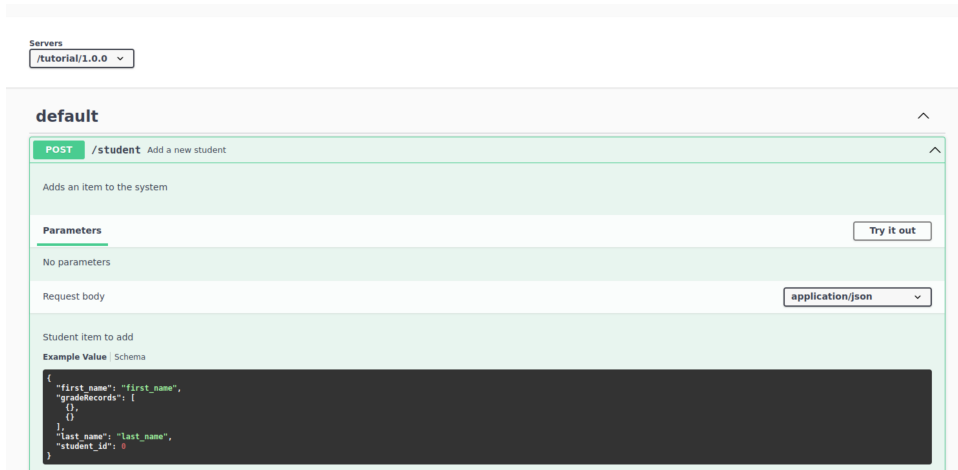 Servers
/tutorial/1.0.0
default
POST /student Add a new student
Adds an item to the system
Parameters Try it out
No parameters
Request body application/json
Student item to add
Example Value Schema
{
  "first_name": "first_name",
  "gradeRecords": [
    {},
    {}
  ],
  "last_name": "last_name",
  "student_id": 0
}